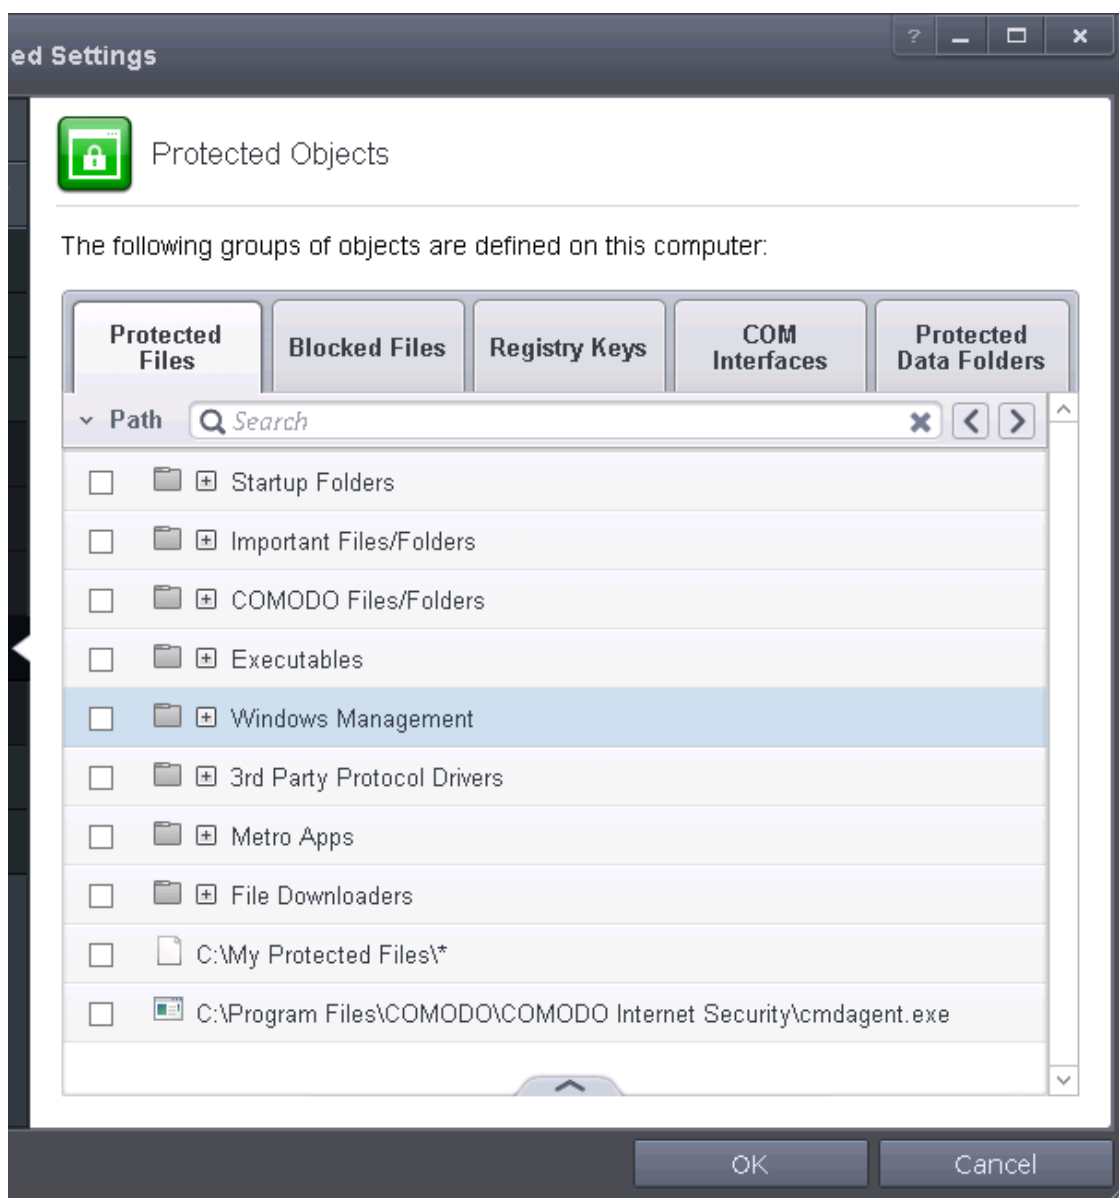 ed Settings
?
Protected Objects
The following groups of objects are defined on this computer:
Protected Files
Blocked Files
Registry Keys
COM Interfaces
Protected Data Folders
Path
Search
Startup Folders
Important Files/Folders
COMODO Files/Folders
Executables
Windows Management
3rd Party Protocol Drivers
Metro Apps
File Downloaders
C:\My Protected Files\*
C:\Program Files\COMODO\COMODO Internet Security\cmdagent.exe
OK
Cancel